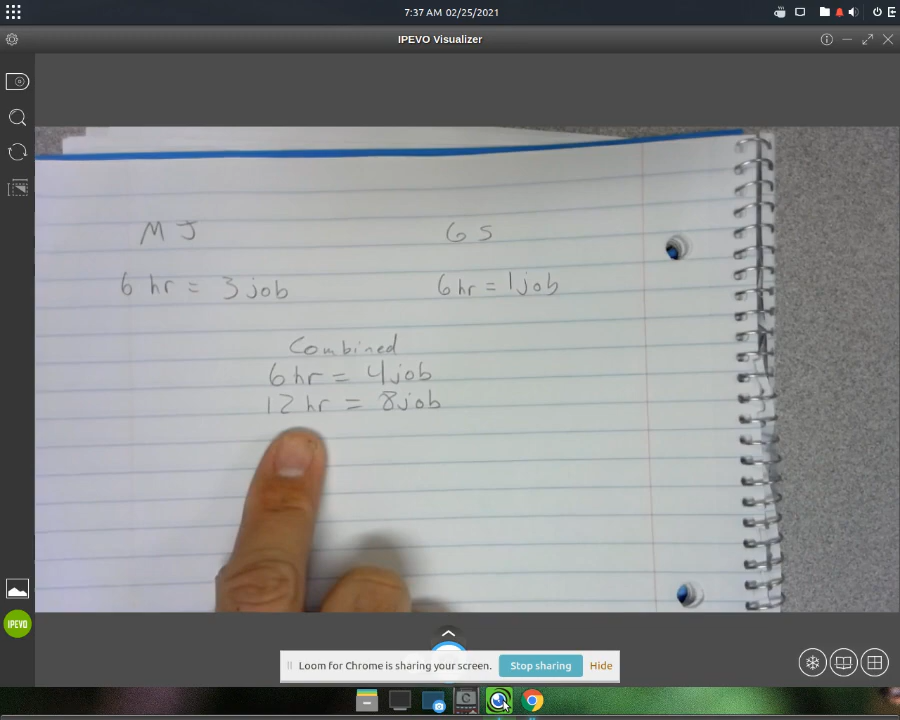 7:37 AM 02/25/2021
IPEVO Visualizer
MJ GS
6 hr = 3 job 6 hr = 1 job
Combined
6 hr = 4 job
12 hr = 8 job
IPEVO
Loom for Chrome is sharing your screen. Stop sharing Hide
C